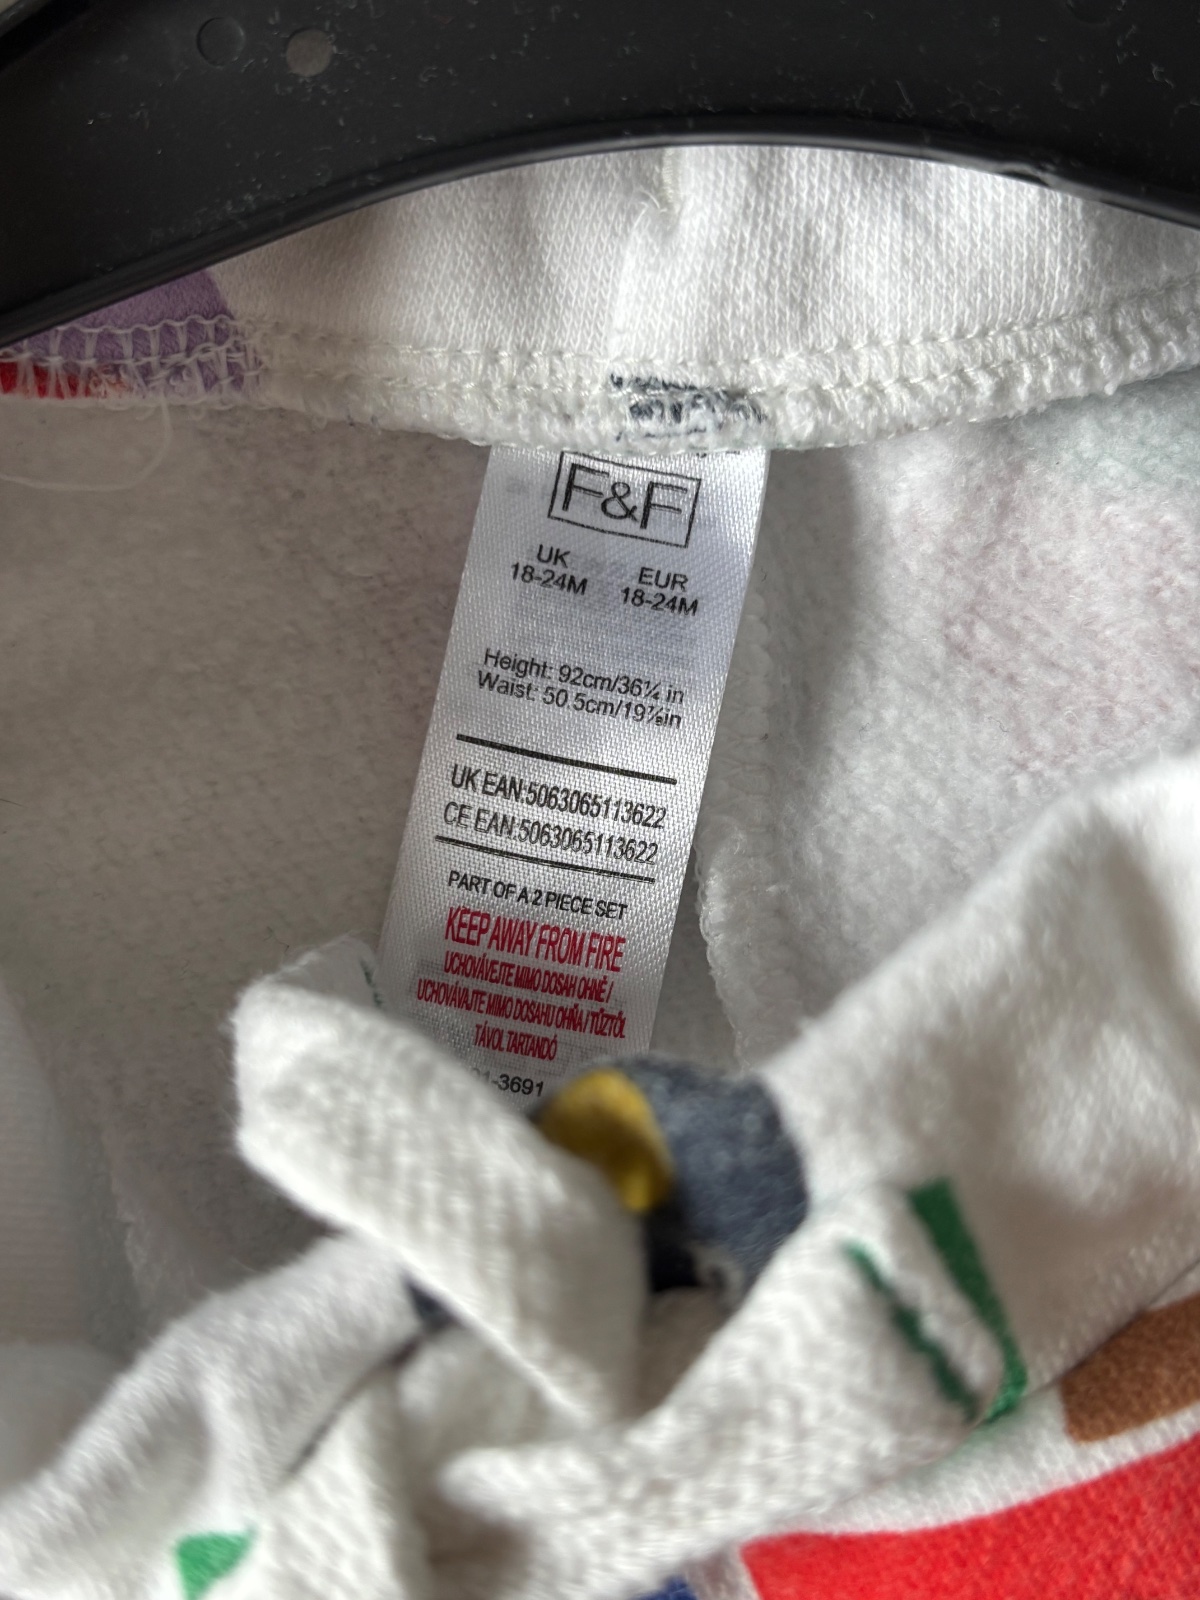 F&F
UK
18-24M
EUR
18-24M
Height: 92cm/36¼ in
Waist: 50.5cm/19⅞in
UK EAN:5063065113622
CE EAN:5063065113622
PART OF A 2 PIECE SET
KEEP AWAY FROM FIRE
UCHOVÁVEJTE MIMO DOSAH OHNĚ /
UCHOVÁVAJTE MIMO DOSAHU OHŇA / TŰZTŐL
TÁVOL TARTANDÓ
1-3691